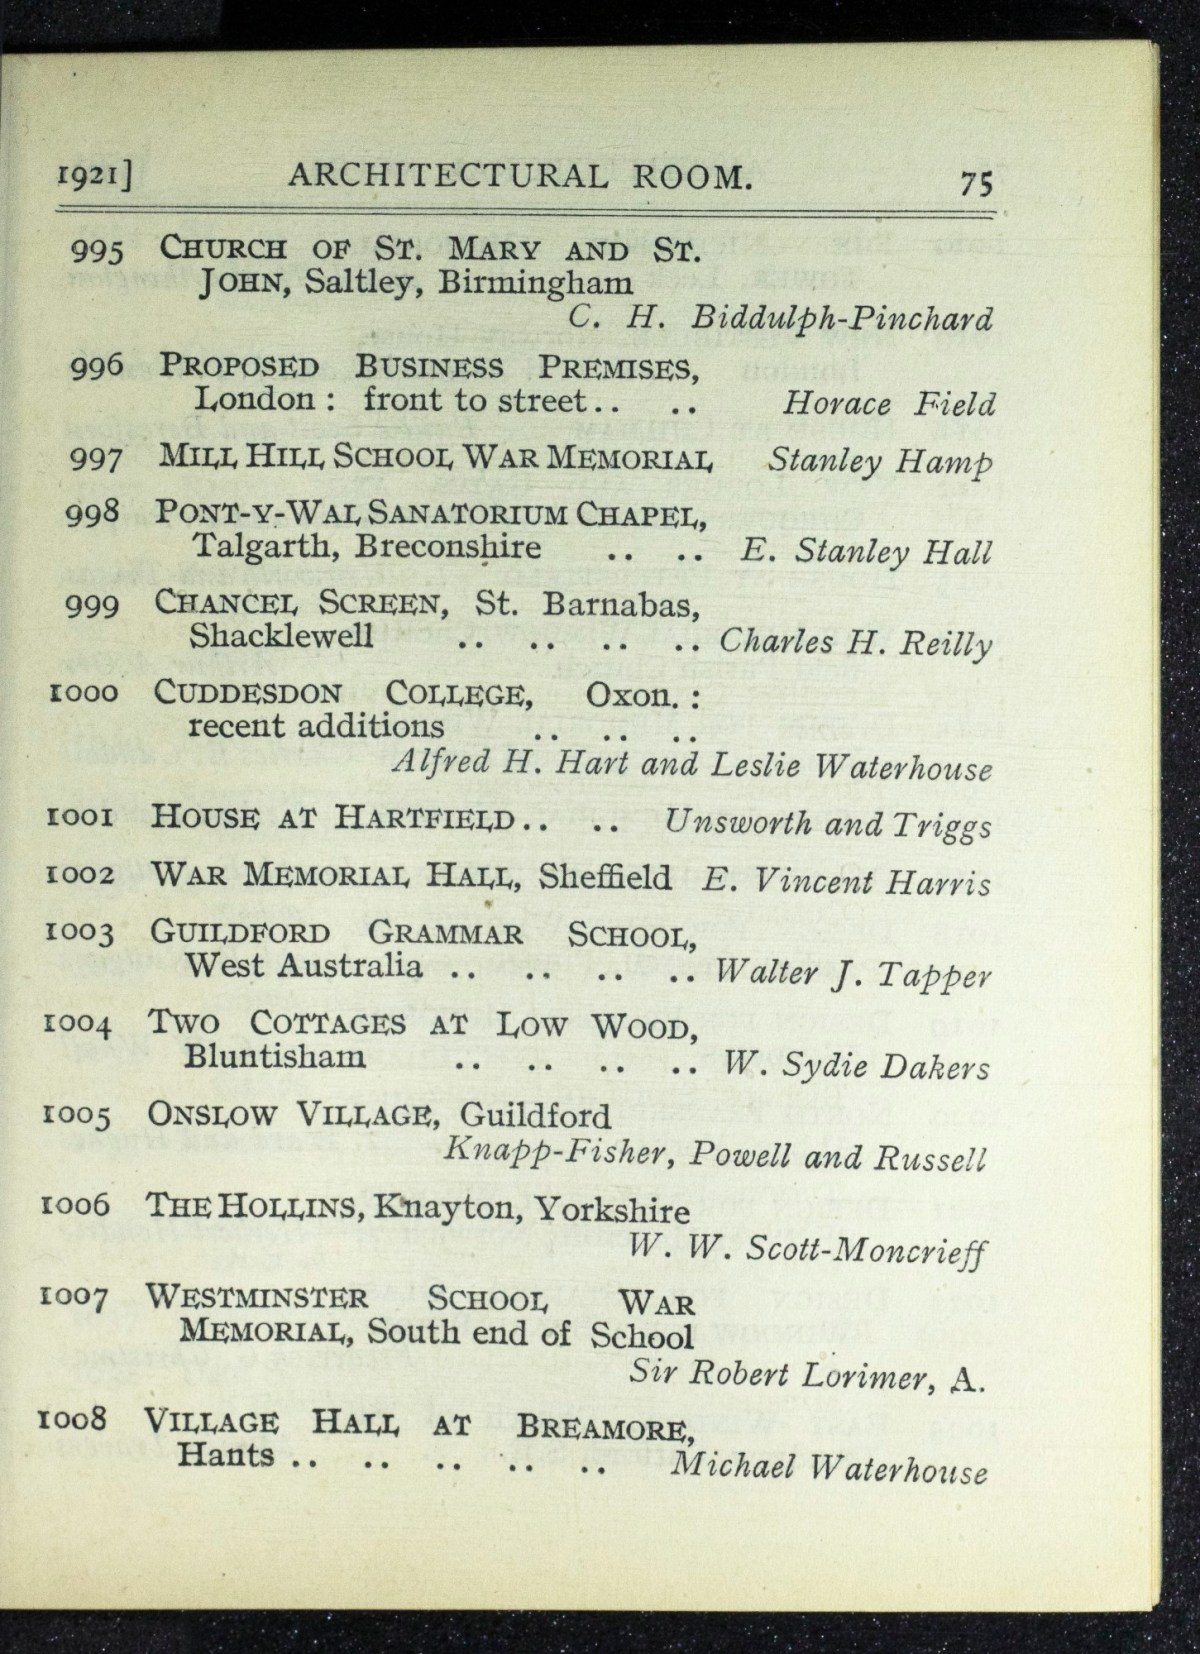 1921] ARCHITECTURAL ROOM. 75
995 CHURCH OF ST. MARY AND ST.
JOHN, Saltley, Birmingham
C. H. Biddulph-Pinchard
996 PROPOSED BUSINESS PREMISES,
London : front to street.. .. Horace Field
997 MILL HILL SCHOOL WAR MEMORIAL Stanley Hamp
998 PONT-Y-WAL SANATORIUM CHAPEL,
Talgarth, Breconshire .. .. E. Stanley Hall
999 CHANCEL SCREEN, St. Barnabas,
Shacklewell .. .. .. .. Charles H. Reilly
1000 CUDDESDON COLLEGE, Oxon. :
recent additions .. .. ..
Alfred H. Hart and Leslie Waterhouse
1001 HOUSE AT HARTFIELD.. .. Unsworth and Triggs
1002 WAR MEMORIAL HALL, Sheffield E. Vincent Harris
1003 GUILDFORD GRAMMAR SCHOOL,
West Australia .. .. .. .. Walter J. Tapper
1004 TWO COTTAGES AT LOW WOOD,
Bluntisham .. .. .. .. W. Sydie Dakers
1005 ONSLOW VILLAGE, Guildford
Knapp-Fisher, Powell and Russell
1006 THE HOLLINS, Knayton, Yorkshire
W. W. Scott-Moncrieff
1007 WESTMINSTER SCHOOL WAR
MEMORIAL, South end of School
Sir Robert Lorimer, A.
1008 VILLAGE HALL AT BREAMORE,
Hants .. .. .. .. .. Michael Waterhouse